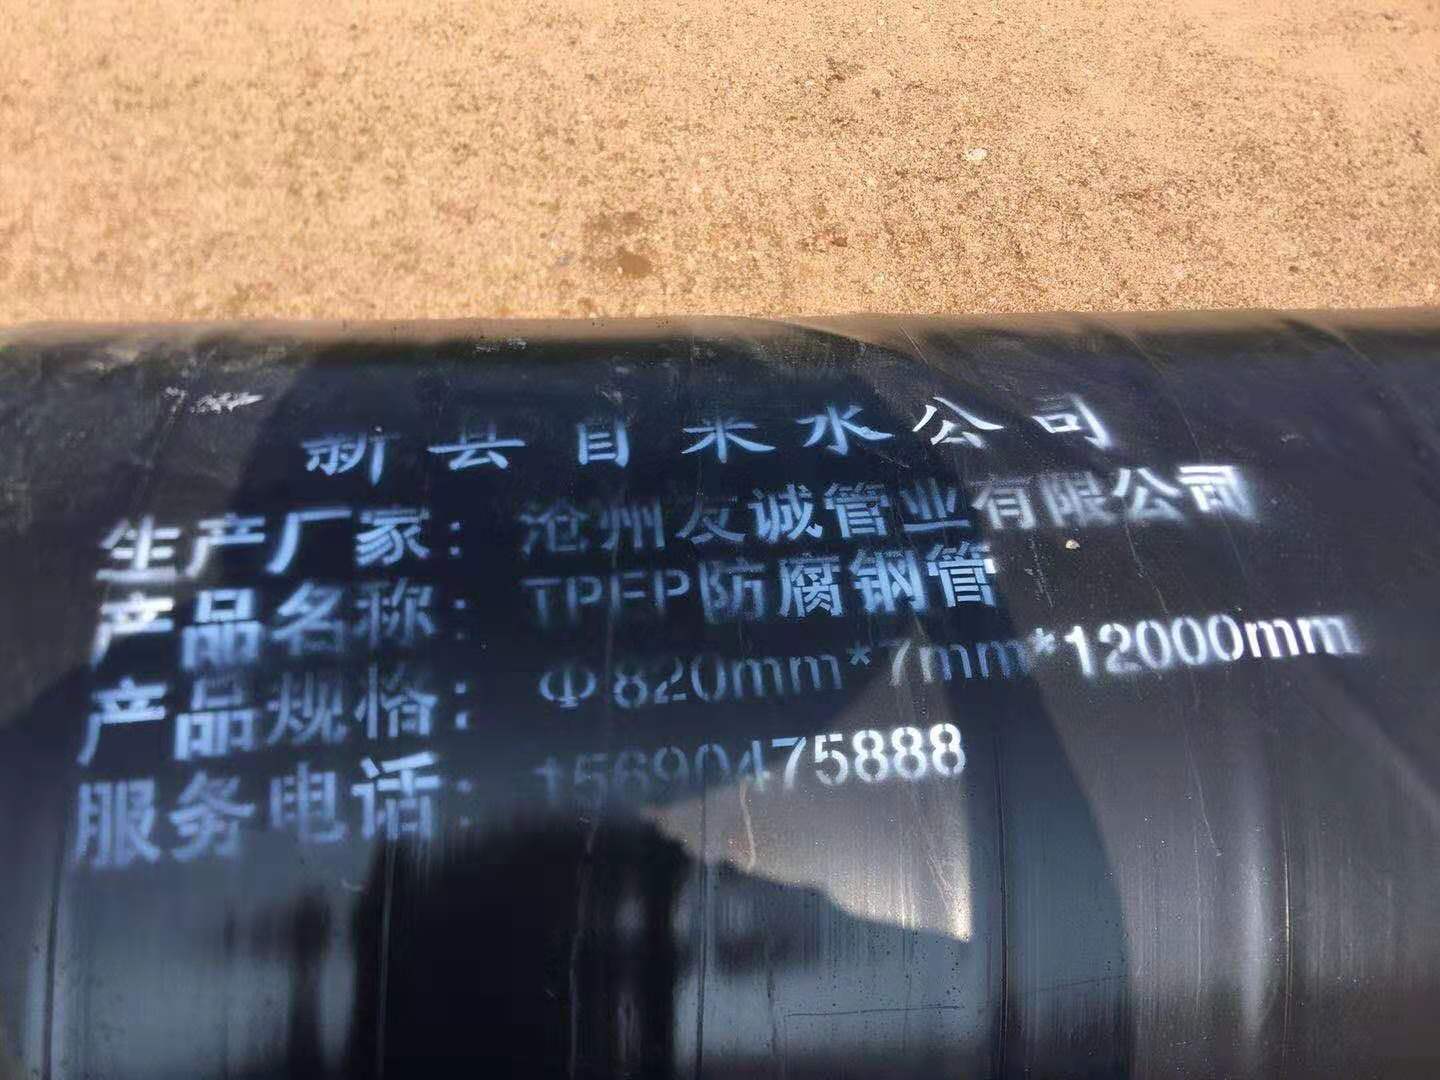 新县自来水公司
生产厂家：沧州友诚管业有限公司
产品名称：TPEP防腐钢管
产品规格：Φ820mm*7mm*12000mm
服务电话：15690475888